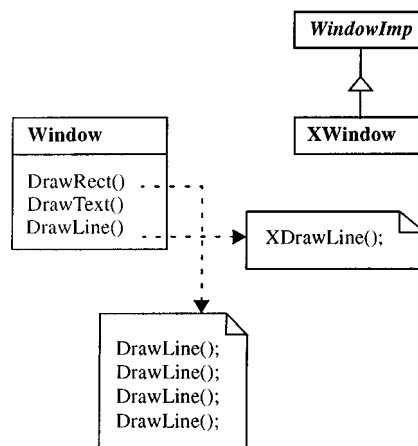 WindowImp
XWindow
Window
DrawRect()
DrawText()
DrawLine()
XDrawLine();
DrawLine();
DrawLine();
DrawLine();
DrawLine();